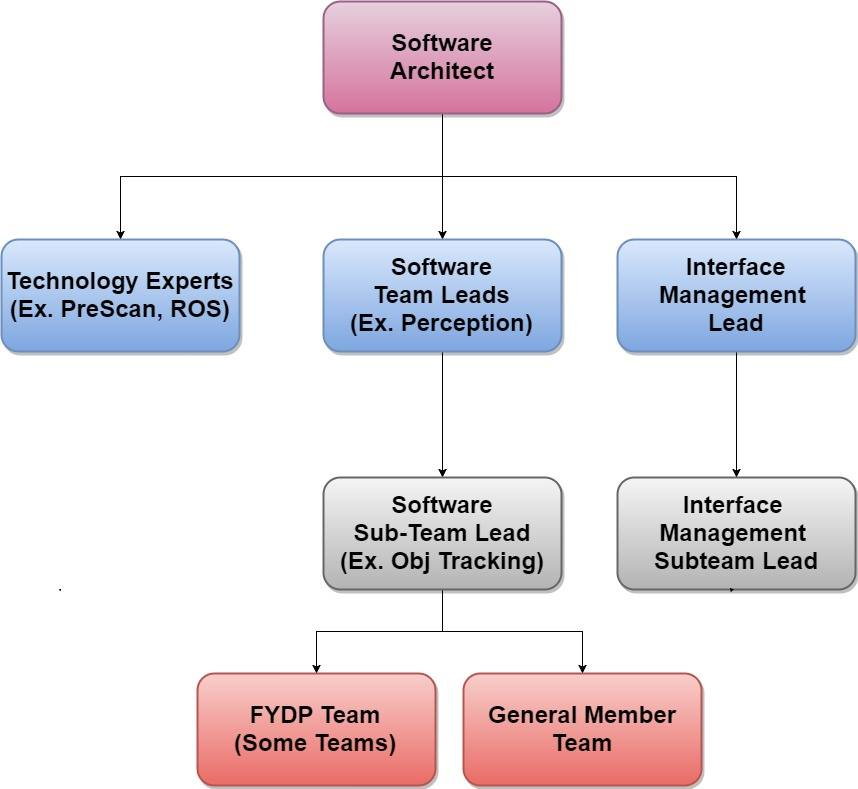 Software
Architect
Technology Experts
(Ex. PreScan, ROS)
Software
Team Leads
(Ex. Perception)
Interface
Management
Lead
Software
Sub-Team Lead
(Ex. Obj Tracking)
Interface
Management
Subteam Lead
FYDP Team
(Some Teams)
General Member
Team